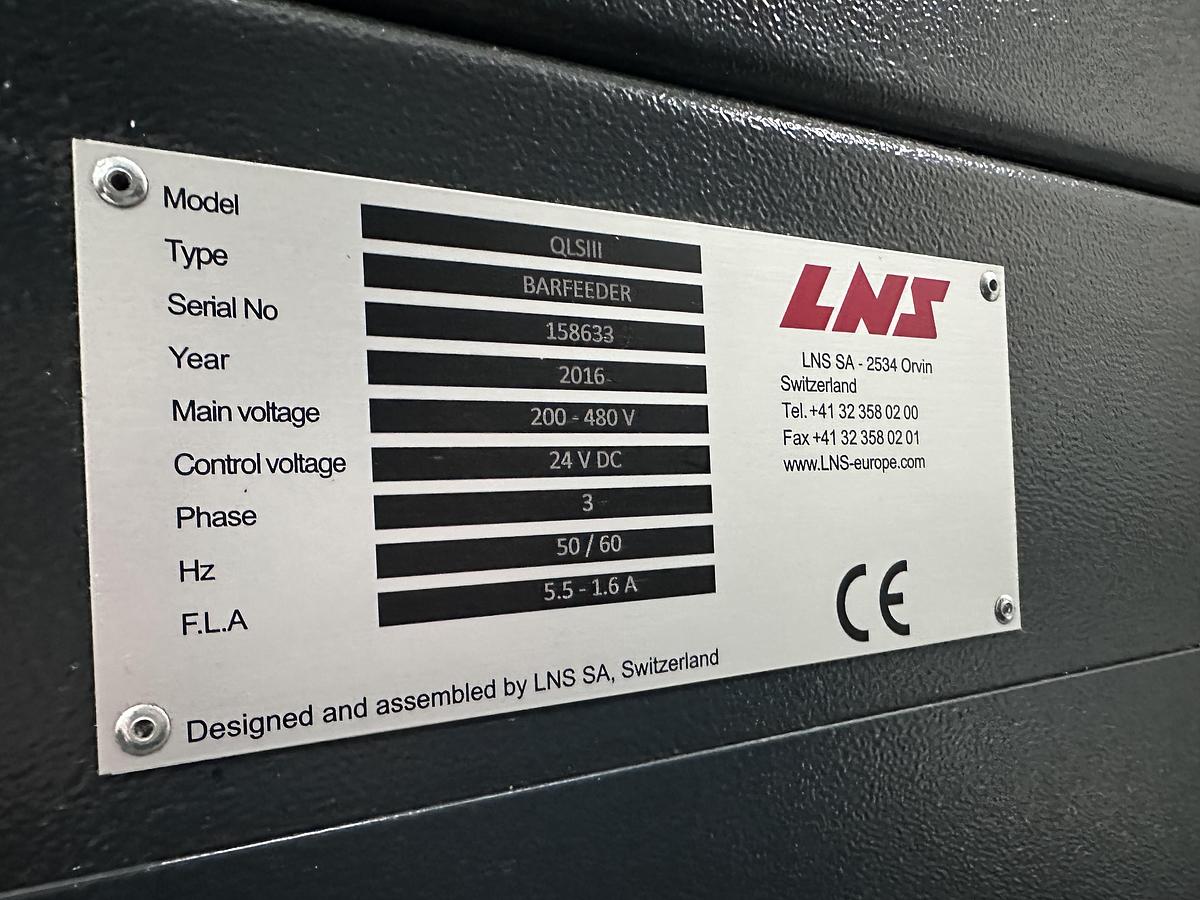 Model QLSIII
Type BARFEEDER
Serial No 158633
Year 2016
Main voltage 200 - 480 V
Control voltage 24 V DC
Phase 3
Hz 50 / 60
F.L.A 5.5 - 1.6 A
Designed and assembled by LNS SA, Switzerland
LNS
LNS SA - 2534 Orvin
Switzerland
Tel. +41 32 358 02 00
Fax +41 32 358 02 01
www.LNS-europe.com
CE